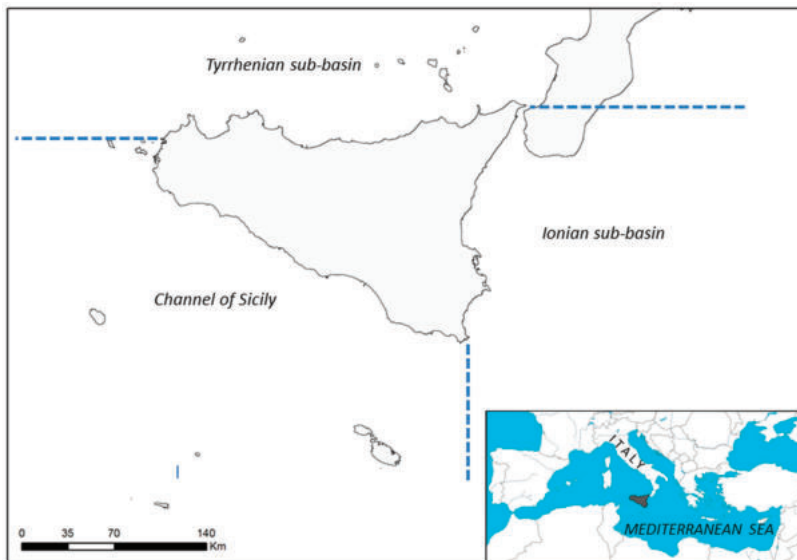 Tyrrhenian sub-basin
Ionian sub-basin
Channel of Sicily
ITALY
MEDITERRANEAN SEA
0 35 70 140
Km